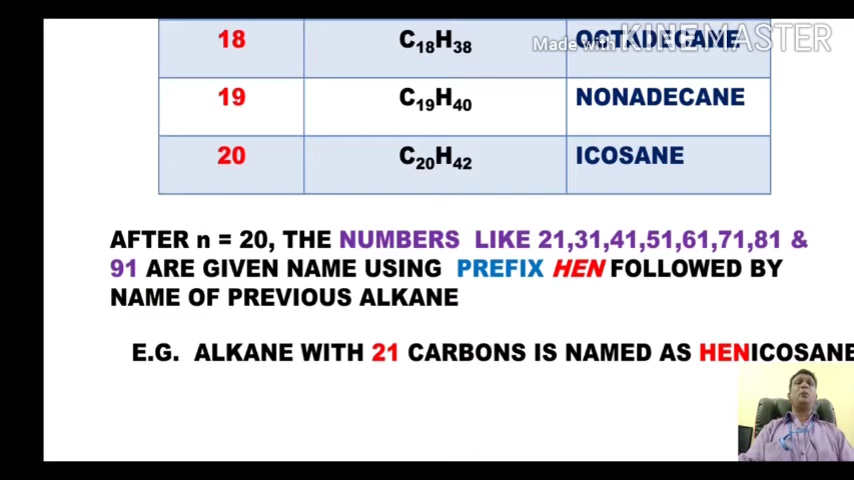 18 C₁₈H₃₈ OCTADECANE
Made with KINEMASTER
19 C₁₉H₄₀ NONADECANE
20 C₂₀H₄₂ ICOSANE
AFTER n = 20, THE NUMBERS LIKE 21,31,41,51,61,71,81 &
91 ARE GIVEN NAME USING PREFIX HEN FOLLOWED BY
NAME OF PREVIOUS ALKANE
E.G. ALKANE WITH 21 CARBONS IS NAMED AS HENICOSANE